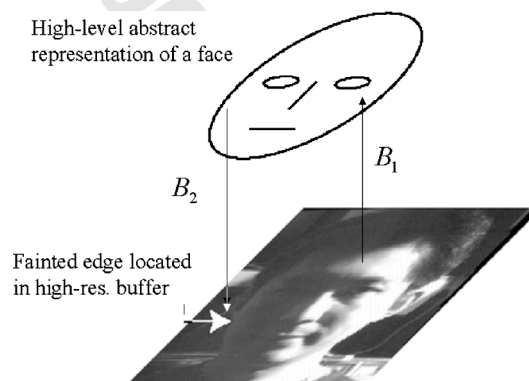 High-level abstract
representation of a face
B₂
B₁
Fainted edge located
in high-res. buffer